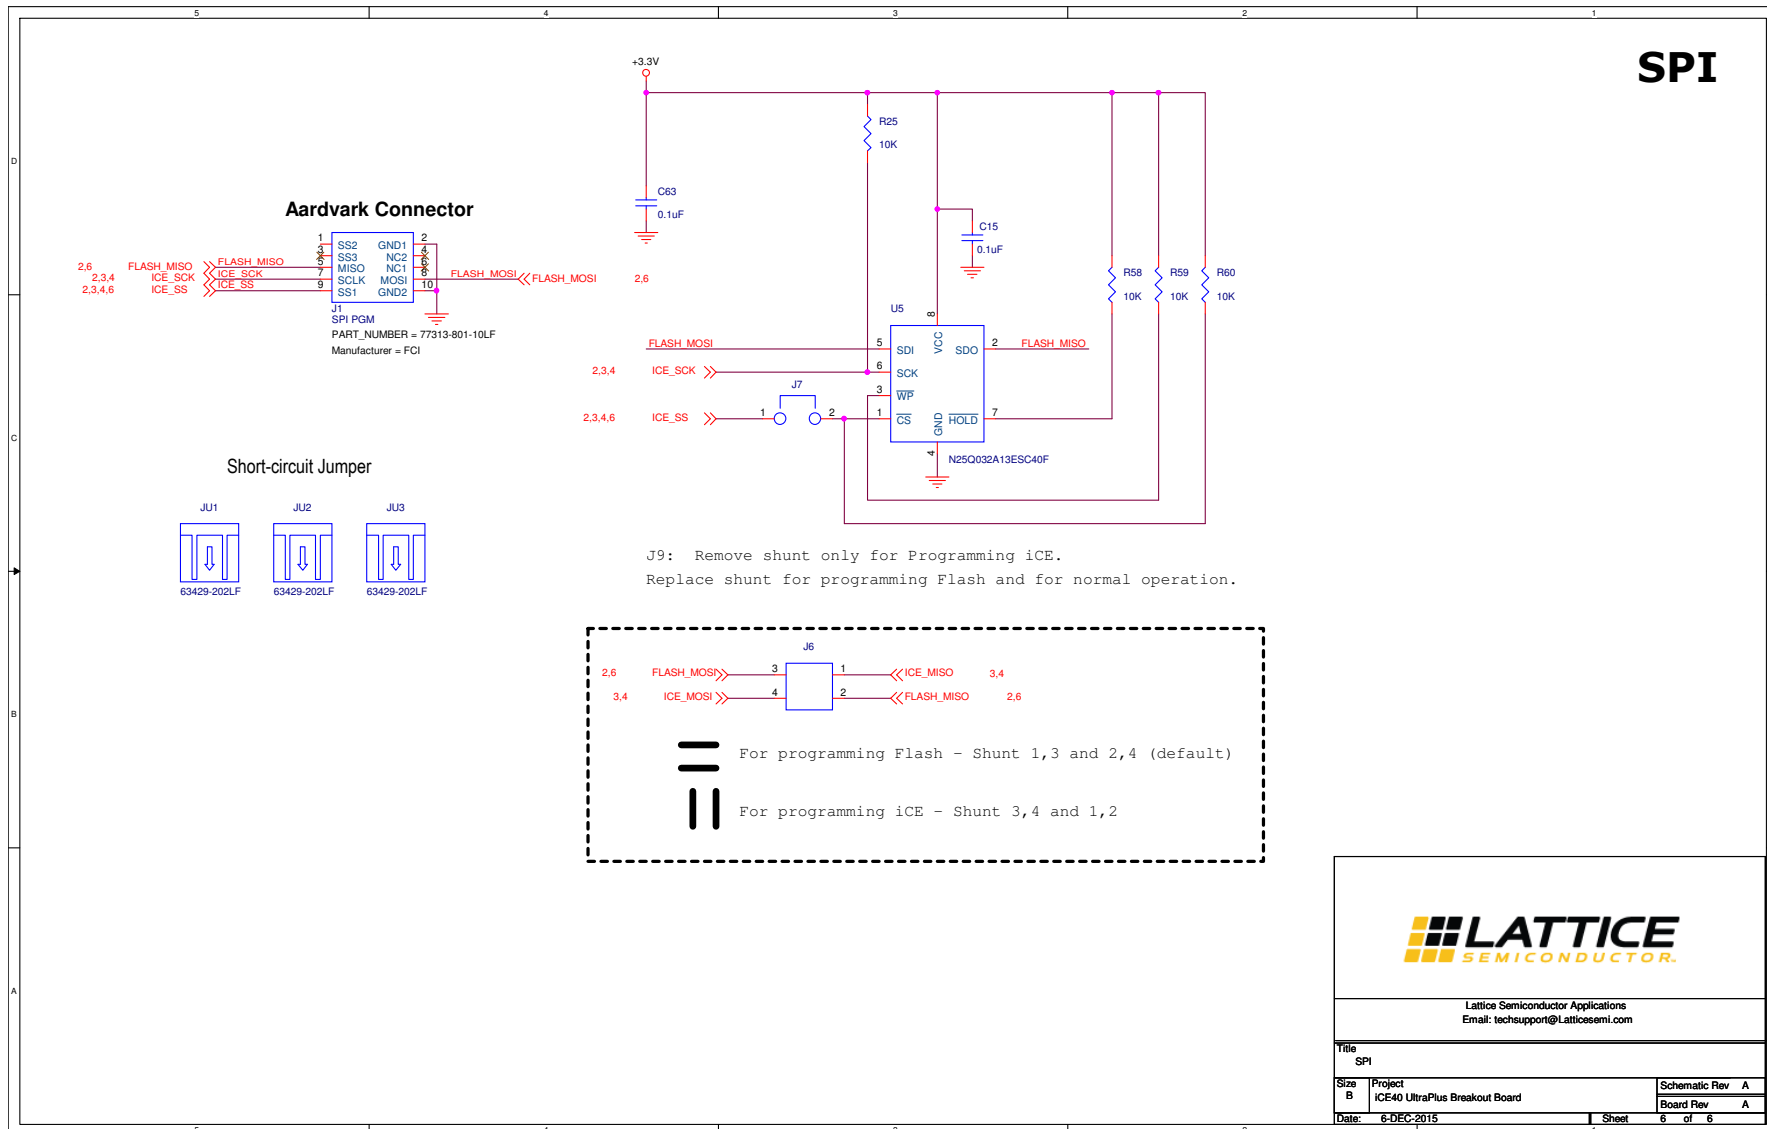 5 4 3 2 1
SPI
+3.3V
R25
10K
C63
0.1uF
C15
0.1uF
R58
10K
R59
10K
R60
10K
Aardvark Connector
1 SS2 GND1 2
3 SS3 NC2 4
5 MISO NC1 6
7 SCLK MOSI 8
9 SS1 GND2 10
2,6 FLASH_MISO FLASH_MISO
2,3,4 ICE_SCK ICE_SCK
2,3,4,6 ICE_SS ICE_SS
FLASH_MOSI FLASH_MOSI 2,6
J1
SPI PGM
PART_NUMBER = 77313-801-10LF
Manufacturer = FCI
U5
8 VCC
FLASH_MOSI 5 SDI SDO 2 FLASH_MISO
2,3,4 ICE_SCK 6 SCK
3 WP
J7
2,3,4,6 ICE_SS 1 2 1 CS HOLD 7
GND 4
N25Q032A13ESC40F
Short-circuit Jumper
JU1 JU2 JU3
63429-202LF 63429-202LF 63429-202LF
J9: Remove shunt only for Programming iCE.
Replace shunt for programming Flash and for normal operation.
J6
2,6 FLASH_MOSI 3 1 ICE_MISO 3,4
3,4 ICE_MOSI 4 2 FLASH_MISO 2,6
For programming Flash - Shunt 1,3 and 2,4 (default)
For programming iCE - Shunt 3,4 and 1,2
D
C
B
A
LATTICE
SEMICONDUCTOR
Lattice Semiconductor Applications
Email: techsupport@Latticesemi.com
Title
SPI
Size Project Schematic Rev A
B iCE40 UltraPlus Breakout Board
Board Rev A
Date: 6-DEC-2015 Sheet 6 of 6
5 4 3 2 1